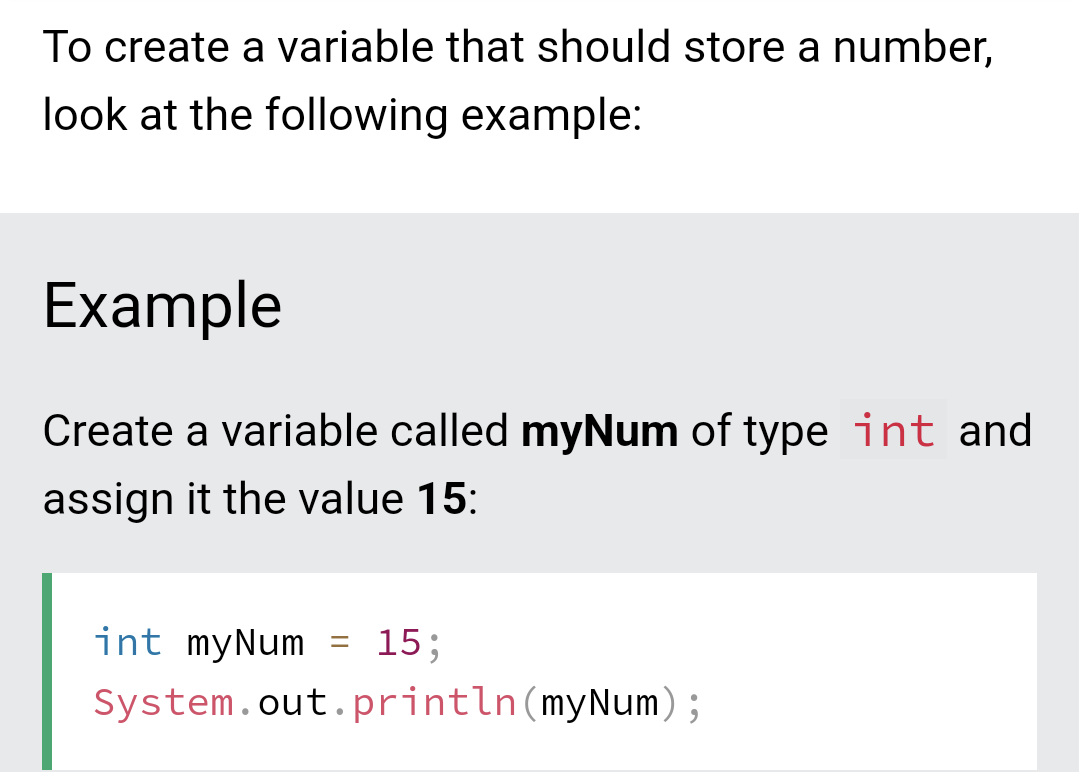 To create a variable that should store a number,
look at the following example:
Example
Create a variable called myNum of type int and
assign it the value 15:
int myNum = 15;
System.out.println(myNum);